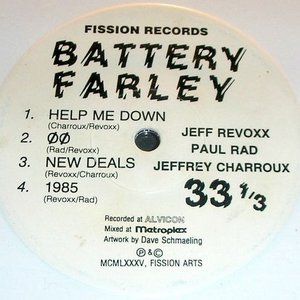 FISSION RECORDS
BATTERY
FARLEY
1. HELP ME DOWN
(Charroux/Revoxx)
2. ØØ
(Rad/Revoxx)
3. NEW DEALS
(Revoxx/Charroux)
4. 1985
(Revoxx/Rad)
JEFF REVOXX
PAUL RAD
JEFFREY CHARROUX
33 1/3
Recorded at ALVICON
Mixed at Metroplex
Artwork by Dave Schmaeling
℗&©
MCMLXXXV, FISSION ARTS